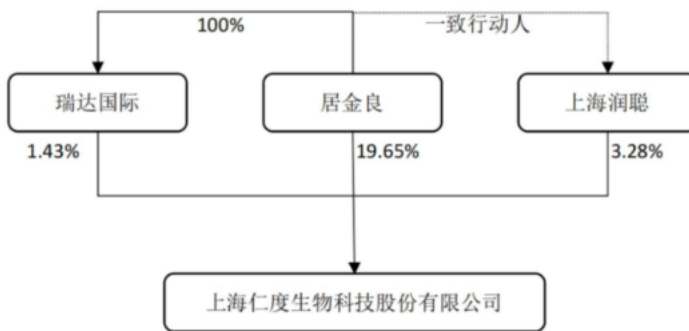 100%
一致行动人
瑞达国际
居金良
上海润聪
1.43%
19.65%
3.28%
上海仁度生物科技股份有限公司